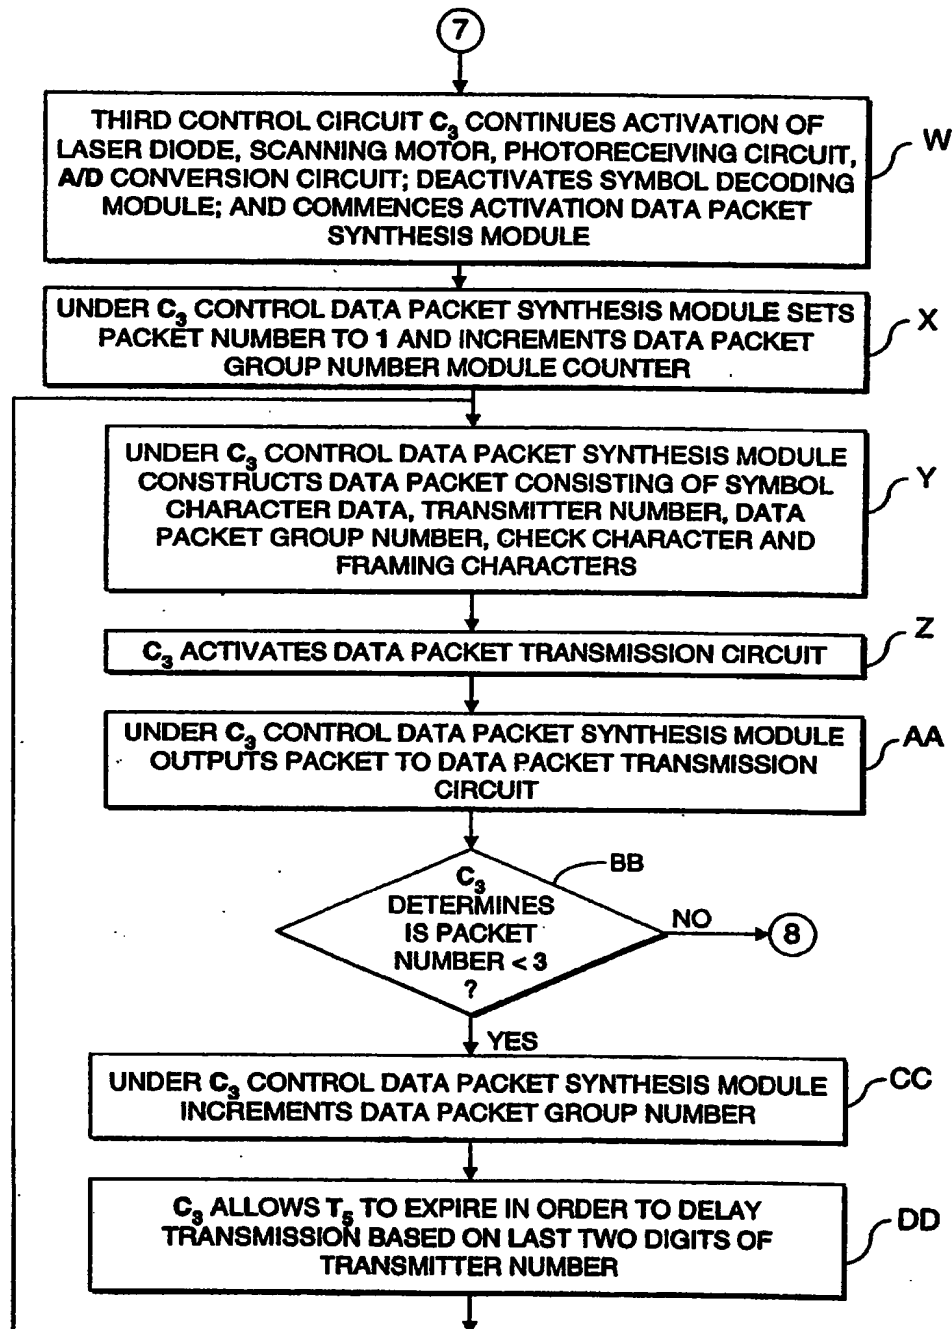 7
THIRD CONTROL CIRCUIT C₃ CONTINUES ACTIVATION OF
LASER DIODE, SCANNING MOTOR, PHOTORECEIVING CIRCUIT,
A/D CONVERSION CIRCUIT; DEACTIVATES SYMBOL DECODING
MODULE; AND COMMENCES ACTIVATION DATA PACKET
SYNTHESIS MODULE
W
UNDER C₃ CONTROL DATA PACKET SYNTHESIS MODULE SETS
PACKET NUMBER TO 1 AND INCREMENTS DATA PACKET
GROUP NUMBER MODULE COUNTER
X
UNDER C₃ CONTROL DATA PACKET SYNTHESIS MODULE
CONSTRUCTS DATA PACKET CONSISTING OF SYMBOL
CHARACTER DATA, TRANSMITTER NUMBER, DATA
PACKET GROUP NUMBER, CHECK CHARACTER AND
FRAMING CHARACTERS
Y
C₃ ACTIVATES DATA PACKET TRANSMISSION CIRCUIT
Z
UNDER C₃ CONTROL DATA PACKET SYNTHESIS MODULE
OUTPUTS PACKET TO DATA PACKET TRANSMISSION
CIRCUIT
AA
C₃
DETERMINES
IS PACKET
NUMBER < 3
?
BB
NO
8
YES
UNDER C₃ CONTROL DATA PACKET SYNTHESIS MODULE
INCREMENTS DATA PACKET GROUP NUMBER
CC
C₃ ALLOWS T₅ TO EXPIRE IN ORDER TO DELAY
TRANSMISSION BASED ON LAST TWO DIGITS OF
TRANSMITTER NUMBER
DD